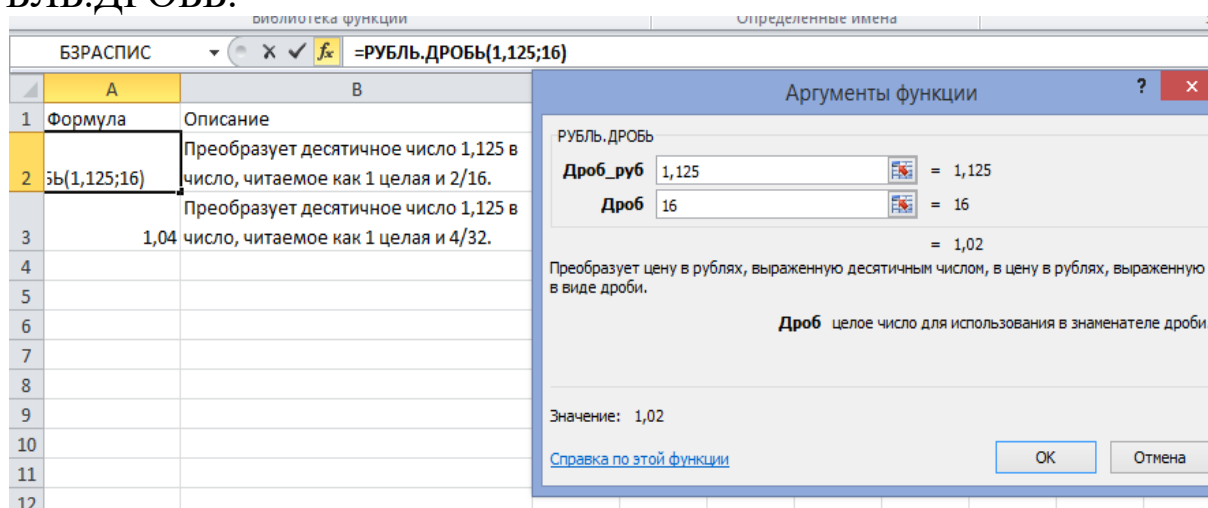 БЛЬ.ДРОБЬ.
Библиотека функций Определенные имена
БЗРАСПИС fx =РУБЛЬ.ДРОБЬ(1,125;16)
A B
1 Формула Описание
2 БЬ(1,125;16) Преобразует десятичное число 1,125 в
число, читаемое как 1 целая и 2/16.
3 1,04 Преобразует десятичное число 1,125 в
число, читаемое как 1 целая и 4/32.
4
5
6
7
8
9
10
11
12
Аргументы функции ? ×
РУБЛЬ.ДРОБЬ
Дроб_руб 1,125 = 1,125
Дроб 16 = 16
= 1,02
Преобразует цену в рублях, выраженную десятичным числом, в цену в рублях, выраженную
в виде дроби.
Дроб целое число для использования в знаменателе дроби
Значение: 1,02
Справка по этой функции ОК Отмена